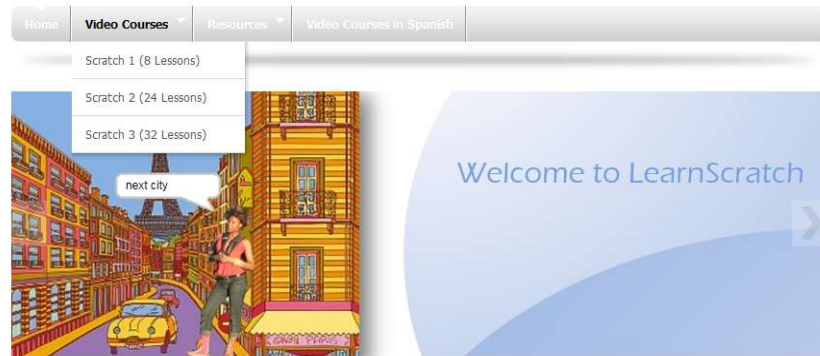 Home Video Courses Resources Video Courses in Spanish
Scratch 1 (8 Lessons)
Scratch 2 (24 Lessons)
Scratch 3 (32 Lessons)
Welcome to LearnScratch
next city
PARIS